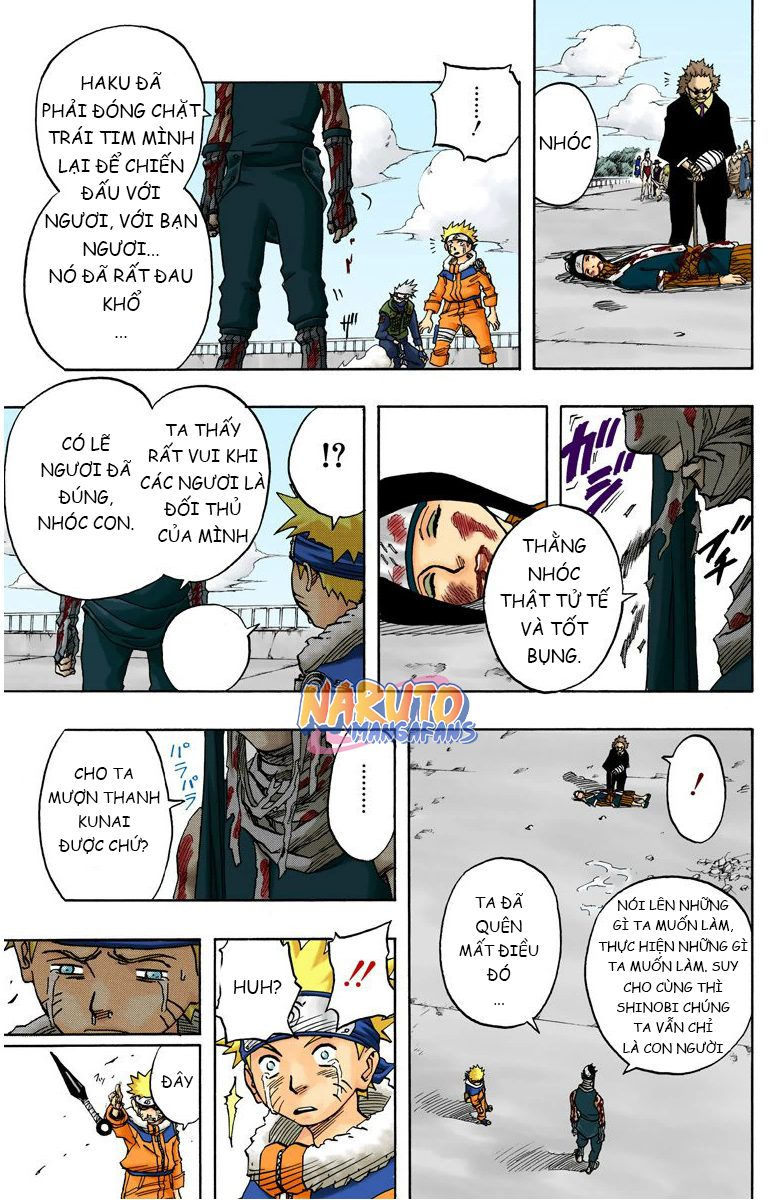 NHÓC
......
HAKU ĐÃ
PHẢI ĐÓNG CHẶT
TRÁI TIM MÌNH
LẠI ĐỂ CHIẾN
ĐẤU VỚI
NGƯƠI, VỚI BẠN
NGƯƠI...
NÓ ĐÃ RẤT ĐAU
KHỔ
...
THẰNG
NHÓC
THẬT TỬ TẾ
VÀ TỐT
BỤNG.
!?
TA THẤY
RẤT VUI KHI
CÁC NGƯƠI LÀ
ĐỐI THỦ
CỦA MÌNH
CÓ LẼ
NGƯƠI ĐÃ
ĐÚNG,
NHÓC CON.
NARUTO
MANGAFANS
!
NÓI LÊN NHỮNG
GÌ TA MUỐN LÀM,
THỰC HIỆN NHỮNG GÌ
TA MUỐN LÀM. SUY
CHO CÙNG THÌ
SHINOBI CHÚNG
TA VẪN CHỈ
LÀ CON NGƯỜI
TA ĐÃ
QUÊN
MẤT ĐIỀU
ĐÓ
...
........
パラパラ
CHO TA
MƯỢN THANH
KUNAI
ĐƯỢC CHỨ?
!!
HUH?
ĐÂY